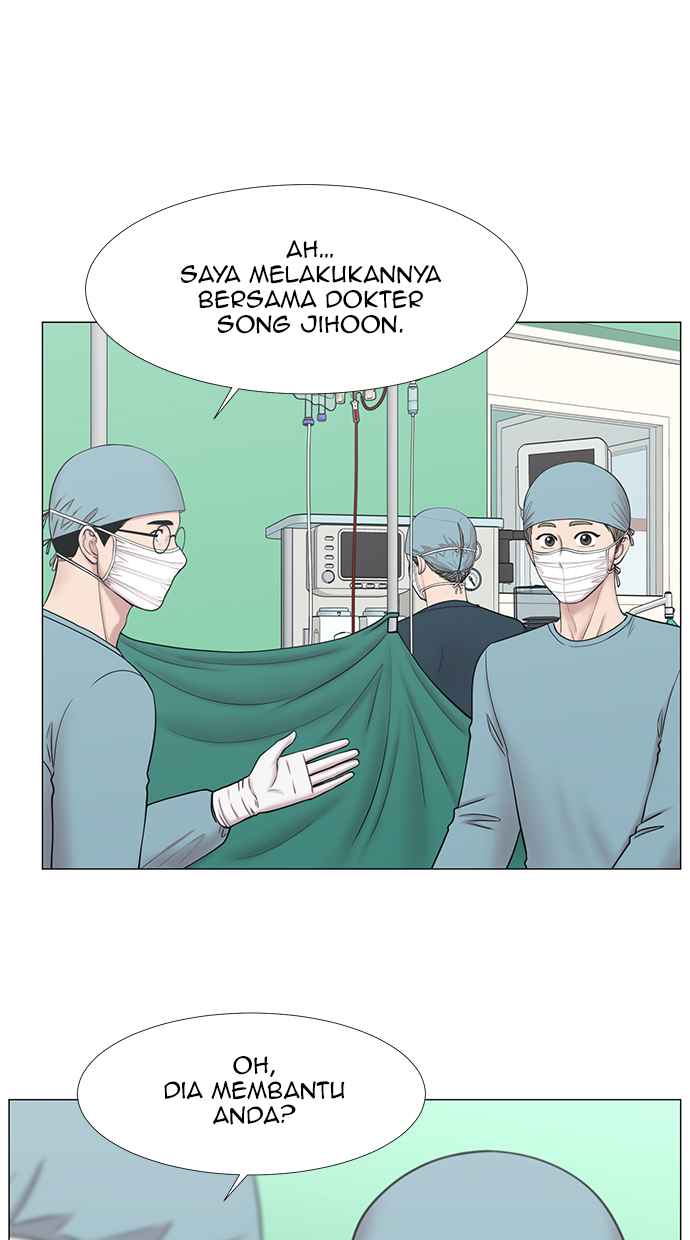 AH...
SAYA MELAKUKANNYA
BERSAMA DOKTER
SONG JIHOON.
OH,
DIA MEMBANTU
ANDA?